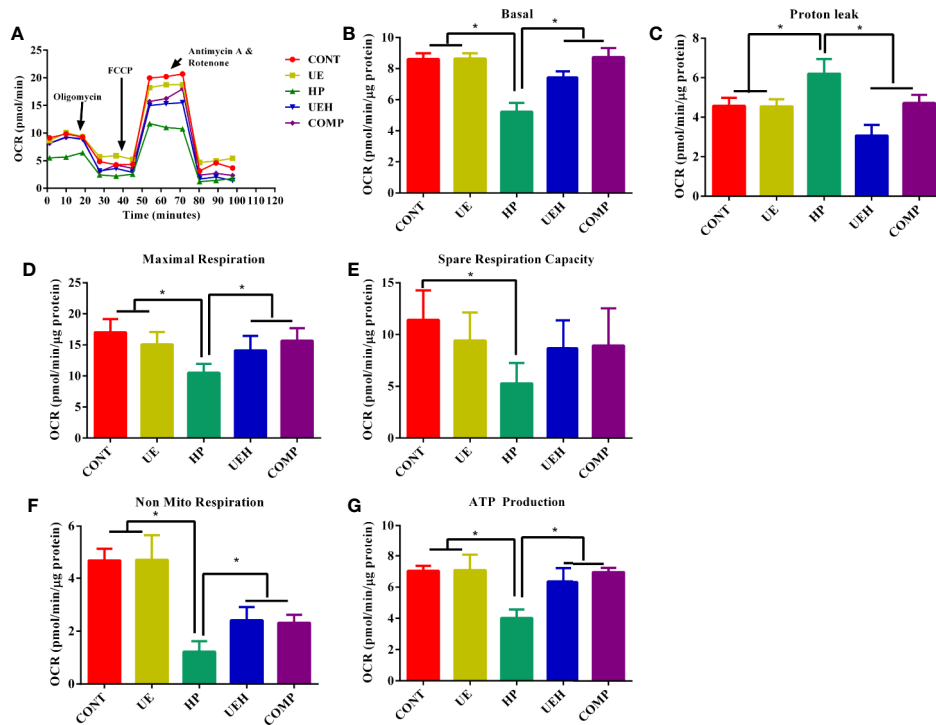 A
OCR (pmol/min)
25
20
15
10
5
0
Oligomycin
FCCP
Antimycin A &
Rotenone
0 10 20 30 40 50 60 70 80 90 100 110 120
Time (minutes)
CONT
UE
HP
UEH
COMP
B
Basal
OCR (pmol/min/µg protein)
10
8
6
4
2
0
* *
CONT UE HP UEH COMP
C
Proton leak
OCR (pmol/min/µg protein)
8
6
4
2
0
* *
CONT UE HP UEH COMP
D
Maximal Respiration
OCR (pmol/min/µg protein)
25
20
15
10
5
0
* *
CONT UE HP UEH COMP
E
Spare Respiration Capacity
OCR (pmol/min/µg protein)
15
10
5
0
*
CONT UE HP UEH COMP
F
Non Mito Respiration
OCR (pmol/min/µg protein)
6
4
2
0
* *
CONT UE HP UEH COMP
G
ATP Production
OCR (pmol/min/µg protein)
10
8
6
4
2
0
* *
CONT UE HP UEH COMP